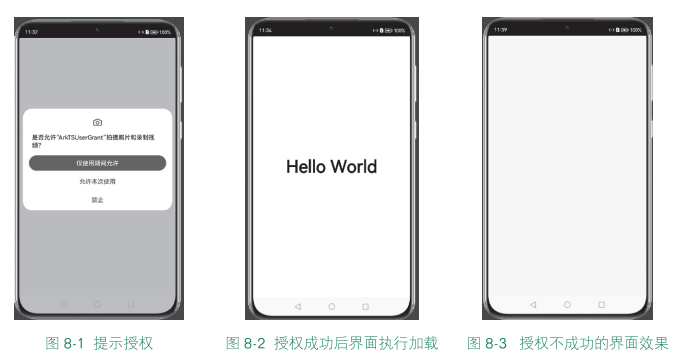 11:32
100%
11:34
100%
11:39
100%
是否允许"ArkTSUserGrant"拍摄照片和录制视
频?
仅使用期间允许
允许本次使用
禁止
Hello World
图 8-1 提示授权
图 8-2 授权成功后界面执行加载
图 8-3 授权不成功的界面效果